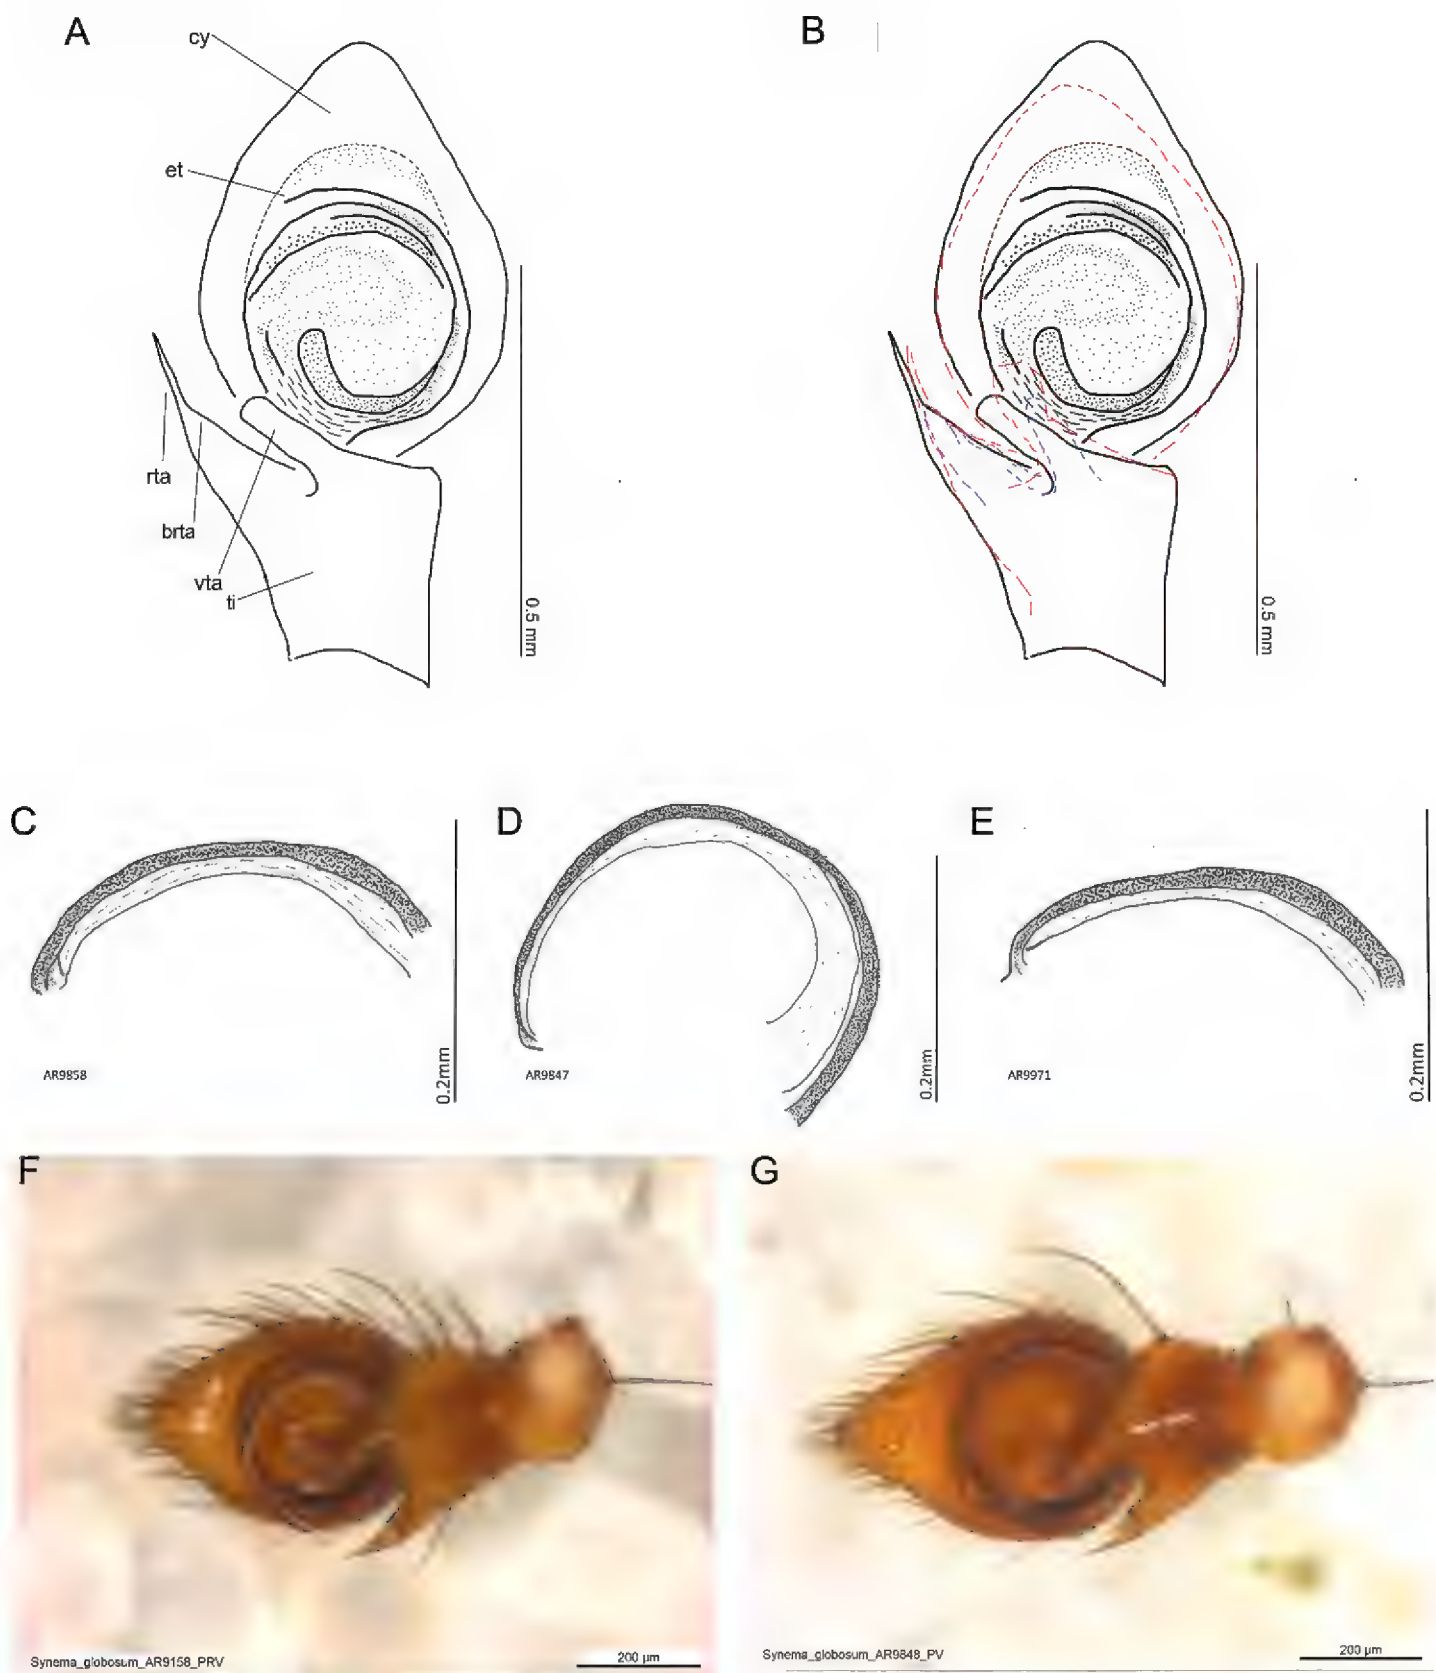 A
B
cy
et
rta
brta
vta
ti
0.5 mm
0.5 mm
C
D
E
AR9858
0.2mm
AR9847
0.2mm
AR9971
0.2mm
F
G
Synema_globosum_AR9158_PRV
200 µm
Synema_globosum_AR9848_PV
200 µm